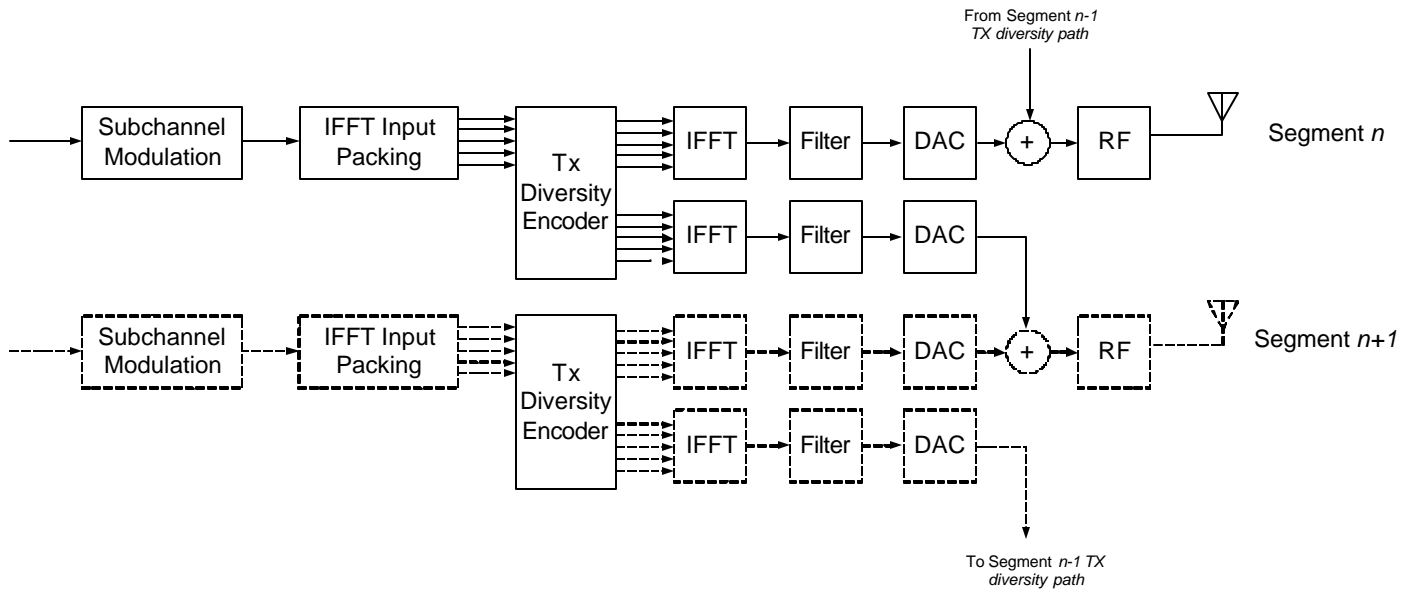 From Segment n-1
TX diversity path
Subchannel
Modulation
IFFT Input
Packing
Tx
Diversity
Encoder
IFFT
Filter
DAC
+
RF
Segment n
IFFT
Filter
DAC
Subchannel
Modulation
IFFT Input
Packing
Tx
Diversity
Encoder
IFFT
Filter
DAC
+
RF
Segment n+1
IFFT
Filter
DAC
To Segment n-1 TX
diversity path